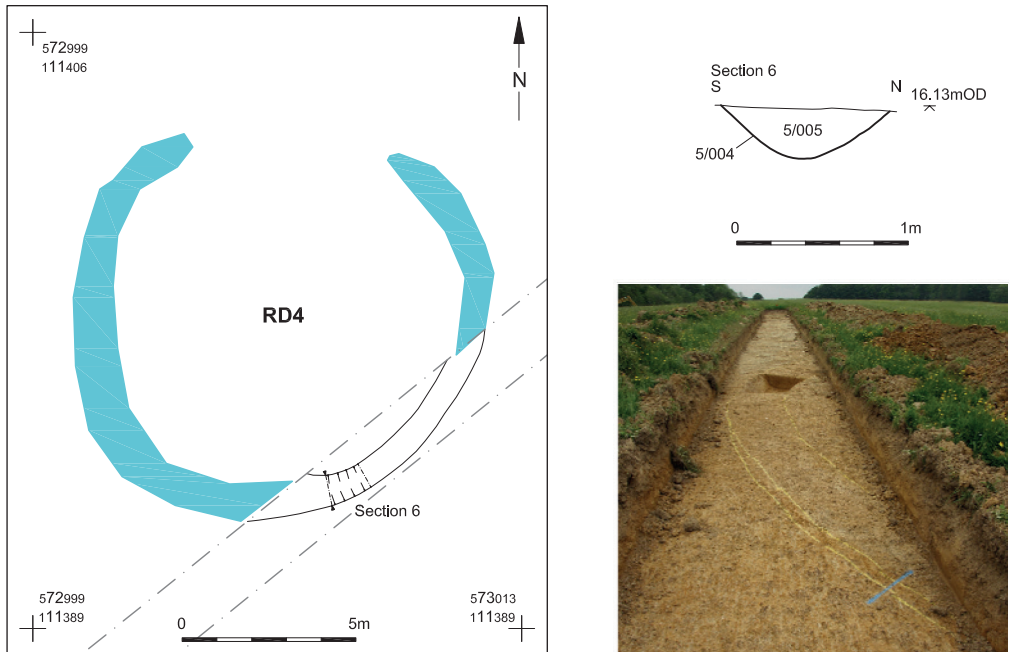 572999
111406
N
RD4
Section 6
572999
111389
0 5m
573013
111389
Section 6
S N 16.13mOD
5/005
5/004
0 1m